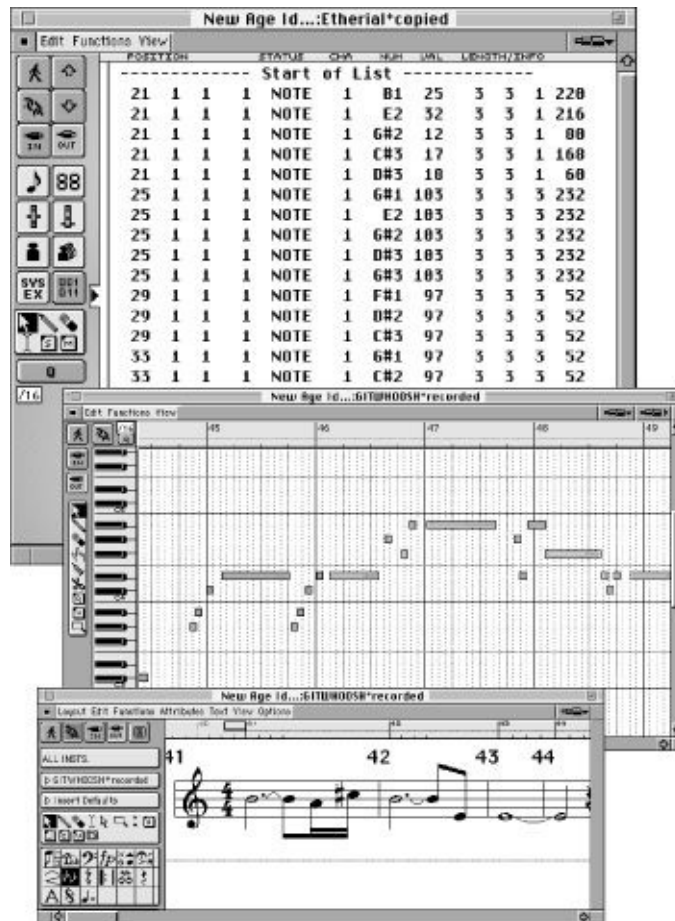 New Age Id...:Etherial*copied
Edit Functions View
POSITION STATUS CHA NUM VAL LENGTH/INFO
-------------- Start of List --------------
21 1 1 1 NOTE 1 B1 25 3 3 1 220
21 1 1 1 NOTE 1 E2 32 3 3 1 216
21 1 1 1 NOTE 1 G#2 12 3 3 1 80
21 1 1 1 NOTE 1 C#3 17 3 3 1 168
21 1 1 1 NOTE 1 D#3 10 3 3 1 60
25 1 1 1 NOTE 1 G#1 103 3 3 3 232
25 1 1 1 NOTE 1 E2 103 3 3 3 232
25 1 1 1 NOTE 1 G#2 103 3 3 3 232
25 1 1 1 NOTE 1 D#3 103 3 3 3 232
25 1 1 1 NOTE 1 G#3 103 3 3 3 232
29 1 1 1 NOTE 1 F#1 97 3 3 3 52
29 1 1 1 NOTE 1 D#2 97 3 3 3 52
29 1 1 1 NOTE 1 C#3 97 3 3 3 52
33 1 1 1 NOTE 1 G#1 97 3 3 3 52
33 1 1 1 NOTE 1 C#2 97 3 3 3 52
IN OUT
88
SYS EX
Q
/16
New Age Id...:GITWHOOSH*recorded
Edit Functions View
45 46 47 48 49
IN
OUT
New Age Id...:GITWHOOSH*recorded
Layout Edit Functions Attributes Text View Options
ALL INSTS.
GITWHOOSH*recorded
Insert Defaults
41 42 43 44
4
4
A